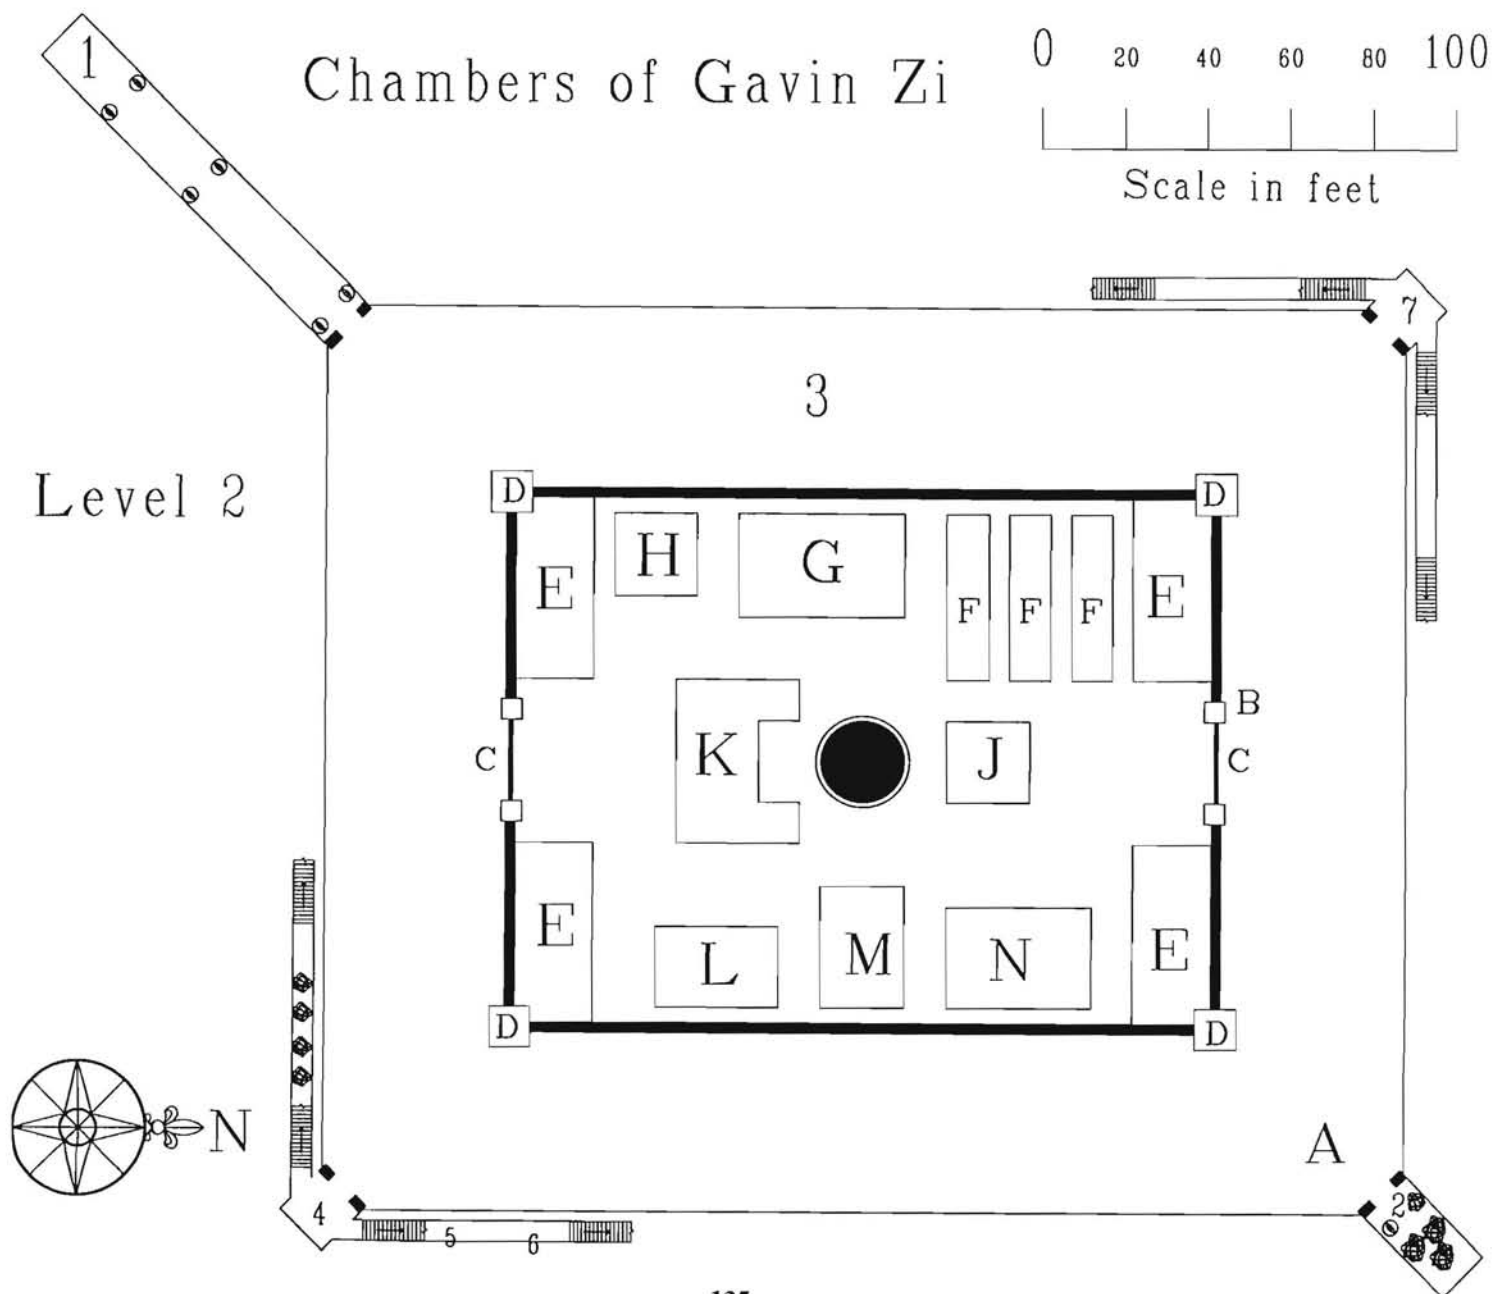 1
Chambers of Gavin Zi
0 20 40 60 80 100
Scale in feet
7
3
Level 2
D D
E H G F F F E
B
C K J C
E L M N E
D D
N
A
4
5 6
2